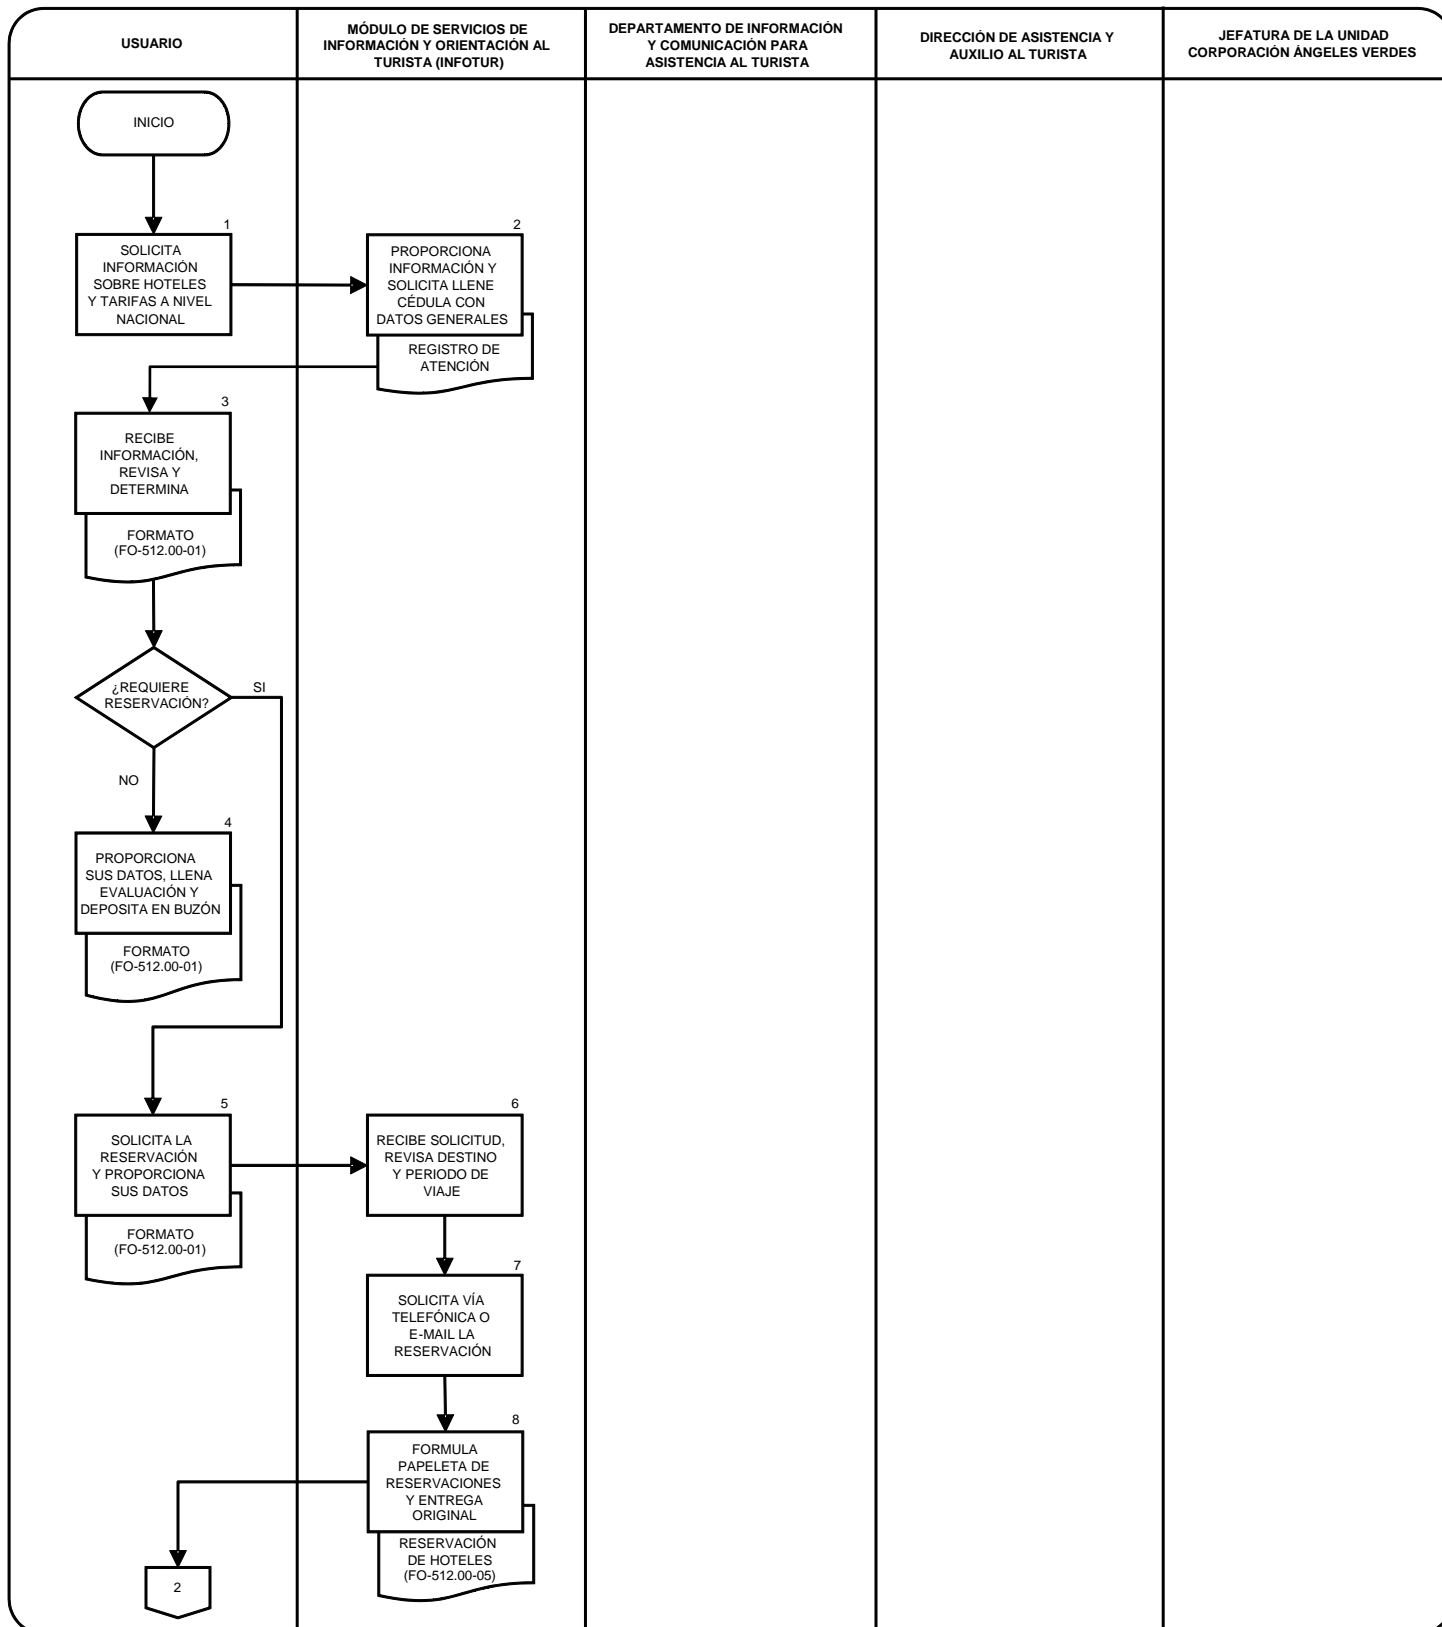 USUARIO
MÓDULO DE SERVICIOS DE
INFORMACIÓN Y ORIENTACIÓN AL
TURISTA (INFOTUR)
DEPARTAMENTO DE INFORMACIÓN
Y COMUNICACIÓN PARA
ASISTENCIA AL TURISTA
DIRECCIÓN DE ASISTENCIA Y
AUXILIO AL TURISTA
JEFATURA DE LA UNIDAD
CORPORACIÓN ÁNGELES VERDES
INICIO
1
SOLICITA
INFORMACIÓN
SOBRE HOTELES
Y TARIFAS A NIVEL
NACIONAL
2
PROPORCIONA
INFORMACIÓN Y
SOLICITA LLENE
CÉDULA CON
DATOS GENERALES
REGISTRO DE
ATENCIÓN
3
RECIBE
INFORMACIÓN,
REVISA Y
DETERMINA
FORMATO
(FO-512.00-01)
¿REQUIERE
RESERVACIÓN?
SI
NO
4
PROPORCIONA
SUS DATOS, LLENA
EVALUACIÓN Y
DEPOSITA EN BUZÓN
FORMATO
(FO-512.00-01)
5
SOLICITA LA
RESERVACIÓN
Y PROPORCIONA
SUS DATOS
FORMATO
(FO-512.00-01)
6
RECIBE SOLICITUD,
REVISA DESTINO
Y PERIODO DE
VIAJE
7
SOLICITA VÍA
TELEFÓNICA O
E-MAIL LA
RESERVACIÓN
8
FORMULA
PAPELETA DE
RESERVACIONES
Y ENTREGA
ORIGINAL
RESERVACIÓN
DE HOTELES
(FO-512.00-05)
2